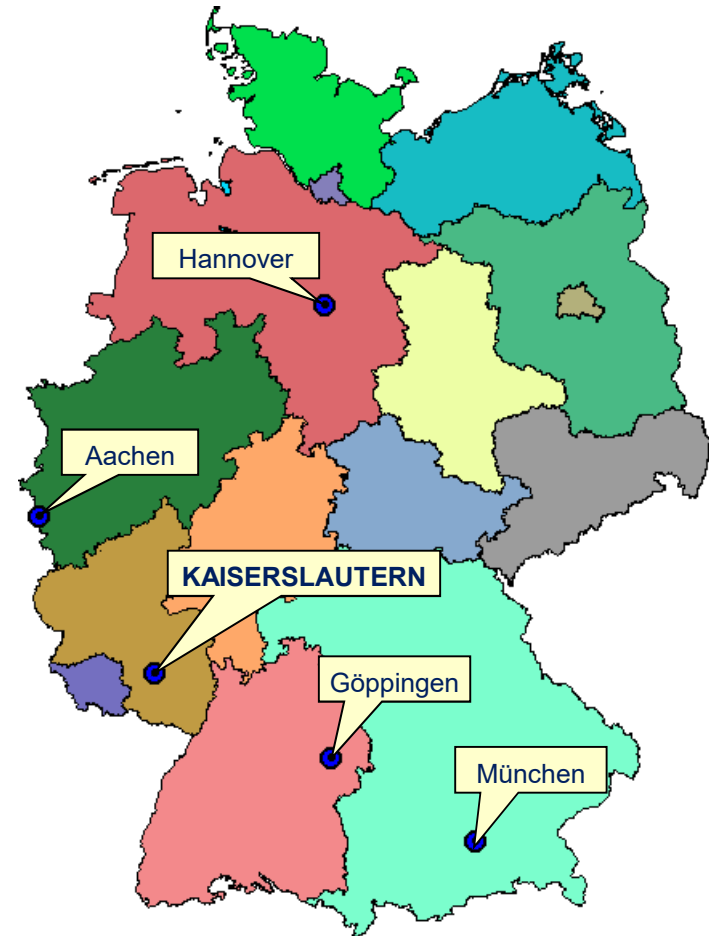 Hannover
Aachen
KAISERSLAUTERN
Göppingen
München